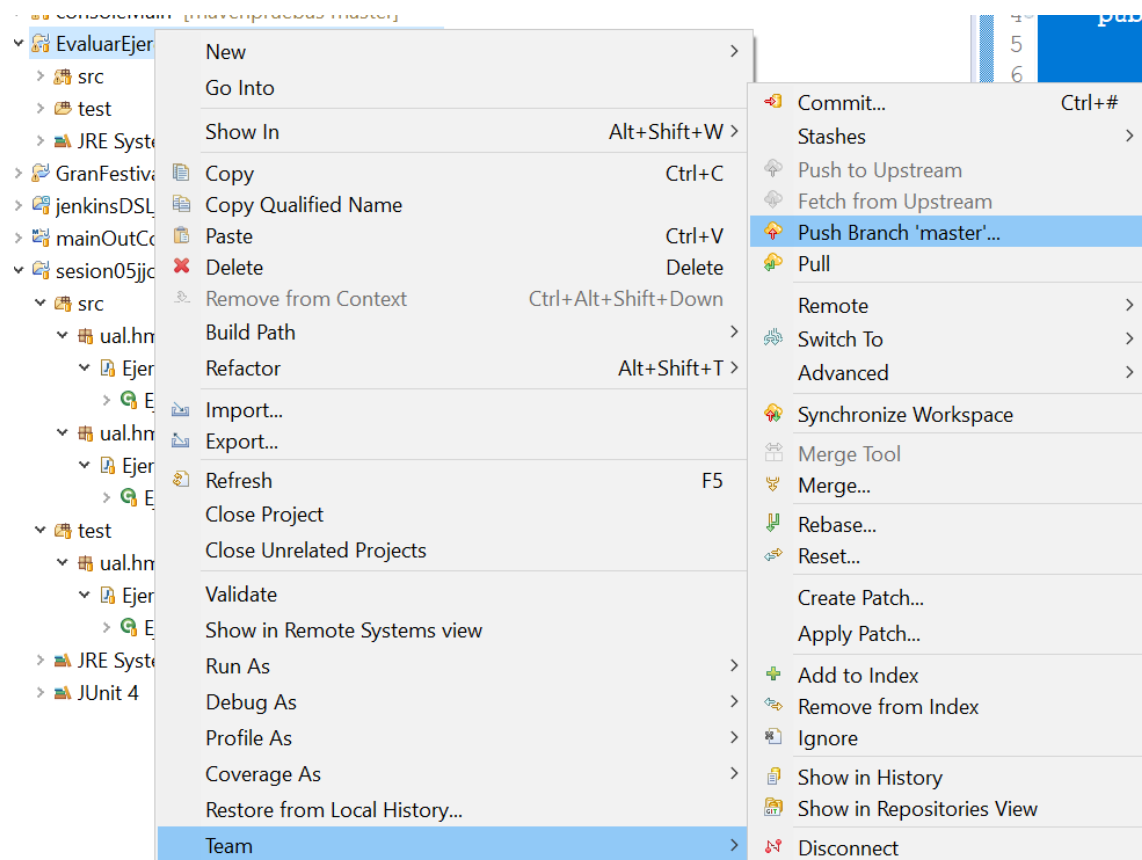 consoleMain [mavenpruebas master]
EvaluarEjer
src
test
JRE Syste
GranFestiva
jenkinsDSL
mainOutCo
sesion05jjc
src
ual.hm
Ejer
E
ual.hm
Ejer
E
test
ual.hm
Ejer
E
JRE Syste
JUnit 4
New
Go Into
Show In Alt+Shift+W
Copy Ctrl+C
Copy Qualified Name
Paste Ctrl+V
Delete Delete
Remove from Context Ctrl+Alt+Shift+Down
Build Path
Refactor Alt+Shift+T
Import...
Export...
Refresh F5
Close Project
Close Unrelated Projects
Validate
Show in Remote Systems view
Run As
Debug As
Profile As
Coverage As
Restore from Local History...
Team
Commit... Ctrl+#
Stashes
Push to Upstream
Fetch from Upstream
Push Branch 'master'...
Pull
Remote
Switch To
Advanced
Synchronize Workspace
Merge Tool
Merge...
Rebase...
Reset...
Create Patch...
Apply Patch...
Add to Index
Remove from Index
Ignore
Show in History
Show in Repositories View
Disconnect
4 pub
5
6